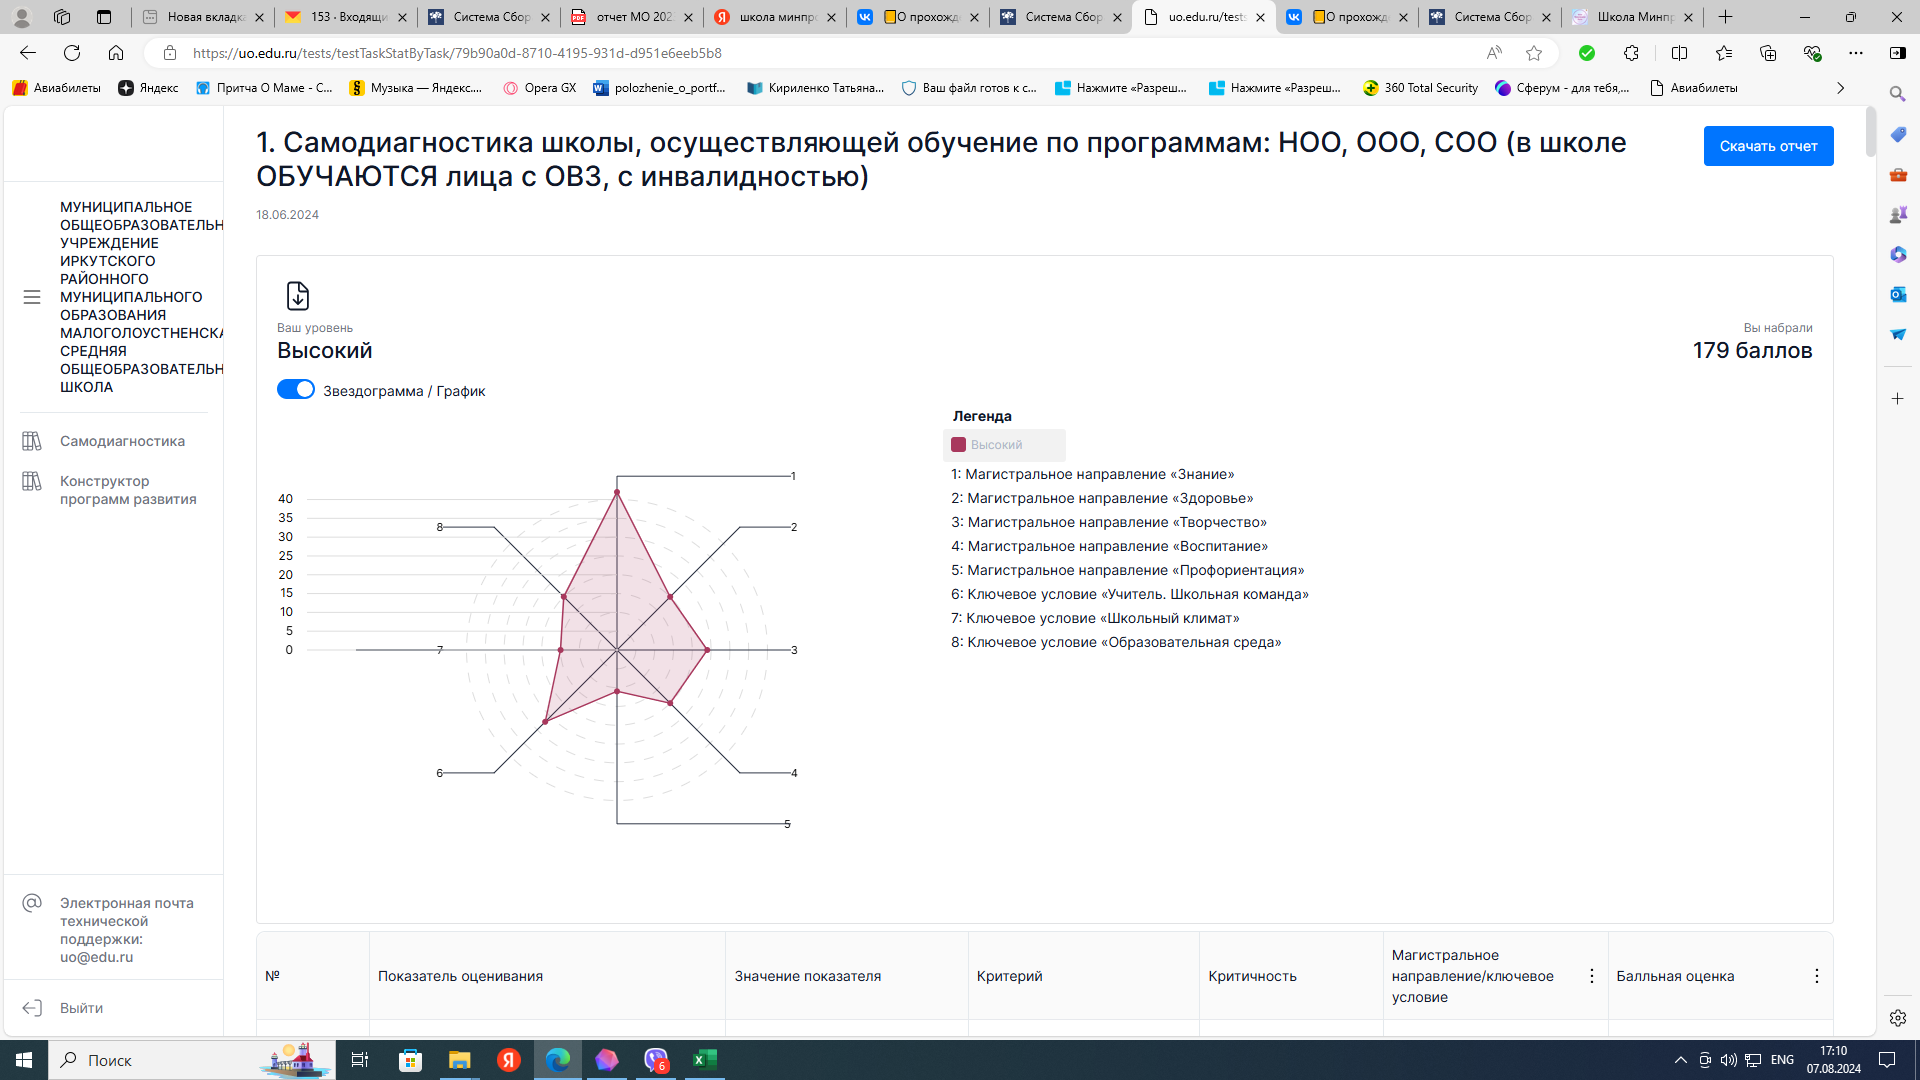 Новая вкладк
153 · Входящи
Система Сбор
отчет МО 202
школа минпр
О прохожд
Система Сбор
uo.edu.ru/test
О прохожд
Система Сбор
Школа Минп
https://uo.edu.ru/tests/testTaskStatByTask/79b90a0d-8710-4195-931d-d951e6eeb5b8
Авиабилеты
Яндекс
Притча О Маме - С...
Музыка — Яндекс....
Opera GX
polozhenie_o_portf...
Кириленко Татьяна...
Ваш файл готов к с...
Нажмите «Разреш...
Нажмите «Разреш...
360 Total Security
Сферум - для тебя,...
Авиабилеты
1. Самодиагностика школы, осуществляющей обучение по программам: НОО, ООО, СОО (в школе
ОБУЧАЮТСЯ лица с ОВЗ, с инвалидностью)
Скачать отчет
18.06.2024
МУНИЦИПАЛЬНОЕ
ОБЩЕОБРАЗОВАТЕЛЬН
УЧРЕЖДЕНИЕ
ИРКУТСКОГО
РАЙОННОГО
МУНИЦИПАЛЬНОГО
ОБРАЗОВАНИЯ
МАЛОГОЛОУСТНЕНСКА
СРЕДНЯЯ
ОБЩЕОБРАЗОВАТЕЛЬН
ШКОЛА
Самодиагностика
Конструктор
программ развития
Электронная почта
технической
поддержки:
uo@edu.ru
Выйти
Ваш уровень
Высокий
Вы набрали
179 баллов
Звездограмма / График
40
35
30
25
20
15
10
5
0
1
2
3
4
5
6
7
8
Легенда
Высокий
1: Магистральное направление «Знание»
2: Магистральное направление «Здоровье»
3: Магистральное направление «Творчество»
4: Магистральное направление «Воспитание»
5: Магистральное направление «Профориентация»
6: Ключевое условие «Учитель. Школьная команда»
7: Ключевое условие «Школьный климат»
8: Ключевое условие «Образовательная среда»
№
Показатель оценивания
Значение показателя
Критерий
Критичность
Магистральное
направление/ключевое
условие
Балльная оценка
Поиск
6
ENG
17:10
07.08.2024